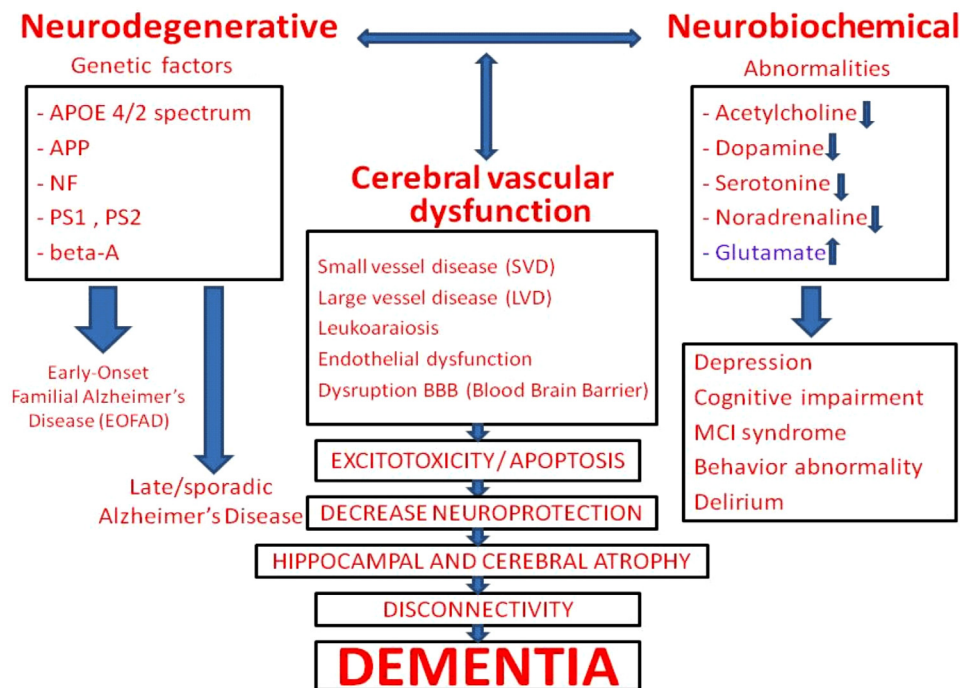 Neurodegenerative
Genetic factors
- APOE 4/2 spectrum
- APP
- NF
- PS1 , PS2
- beta-A
Early-Onset
Familial Alzheimer's
Disease (EOFAD)
Late/sporadic
Alzheimer's Disease
Cerebral vascular
dysfunction
Small vessel disease (SVD)
Large vessel disease (LVD)
Leukoaraiosis
Endothelial dysfunction
Dysruption BBB (Blood Brain Barrier)
EXCITOTOXICITY / APOPTOSIS
DECREASE NEUROPROTECTION
HIPPOCAMPAL AND CEREBRAL ATROPHY
DISCONNECTIVITY
DEMENTIA
Neurobiochemical
Abnormalities
- Acetylcholine
- Dopamine
- Serotonine
- Noradrenaline
- Glutamate
Depression
Cognitive impairment
MCI syndrome
Behavior abnormality
Delirium